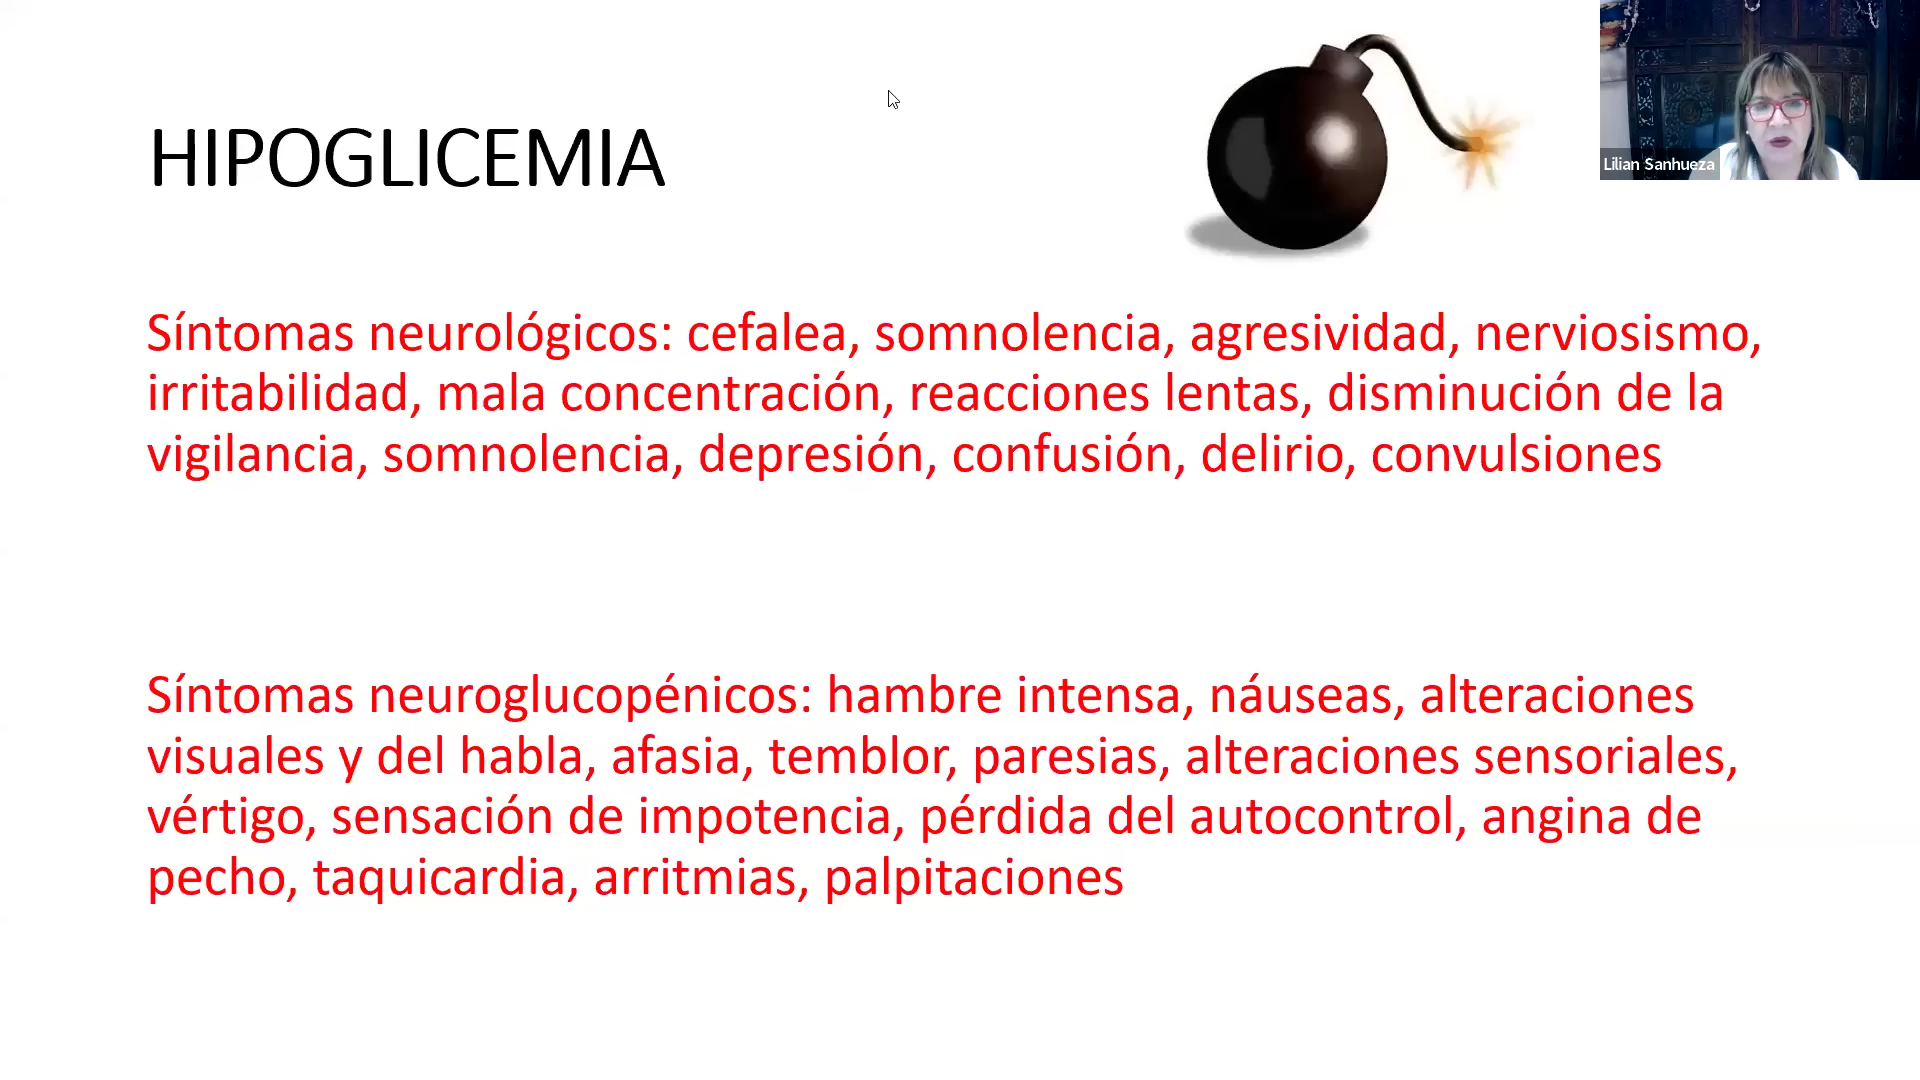 HIPOGLICEMIA
Lilian Sanhueza
Síntomas neurológicos: cefalea, somnolencia, agresividad, nerviosismo,
irritabilidad, mala concentración, reacciones lentas, disminución de la
vigilancia, somnolencia, depresión, confusión, delirio, convulsiones
Síntomas neuroglucopénicos: hambre intensa, náuseas, alteraciones
visuales y del habla, afasia, temblor, paresias, alteraciones sensoriales,
vértigo, sensación de impotencia, pérdida del autocontrol, angina de
pecho, taquicardia, arritmias, palpitaciones